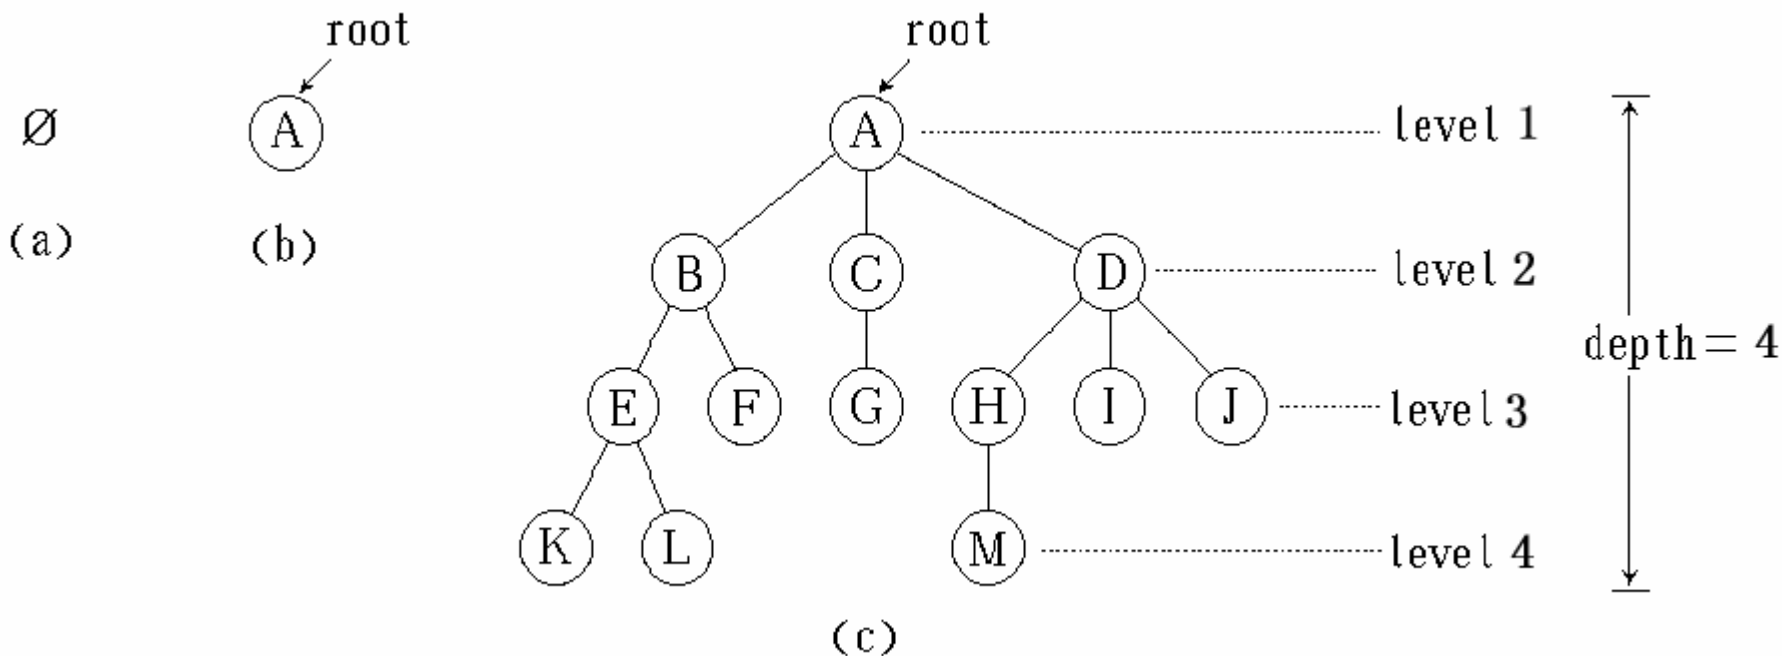 root
root
Ø
A
A
level 1
(a)
(b)
B
C
D
level 2
depth = 4
E
F
G
H
I
J
level 3
K
L
M
level 4
(c)